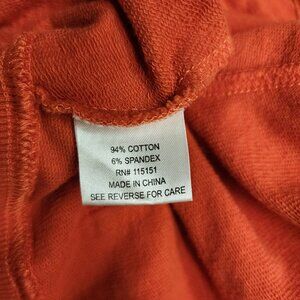 94% COTTON
6% SPANDEX
RN# 115151
MADE IN CHINA
SEE REVERSE FOR CARE